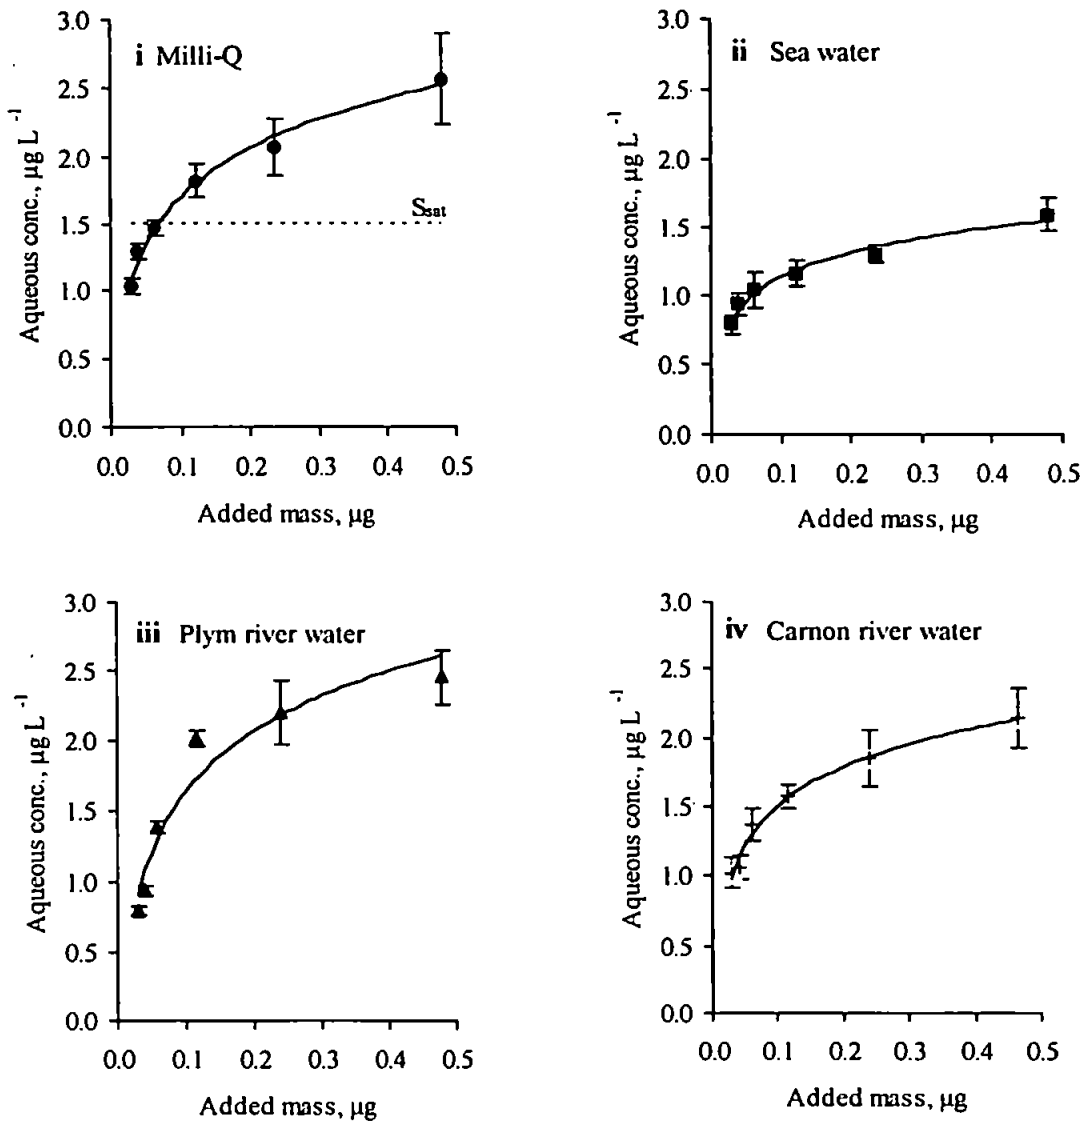 i Milli-Q
3.0
2.5
2.0
1.5
1.0
0.5
0.0
Ssat
Aqueous conc., µg L⁻¹
0.0 0.1 0.2 0.3 0.4 0.5
Added mass, µg
ii Sea water
3.0
2.5
2.0
1.5
1.0
0.5
0.0
Aqueous conc., µg L⁻¹
0.0 0.1 0.2 0.3 0.4 0.5
Added mass, µg
iii Plym river water
3.0
2.5
2.0
1.5
1.0
0.5
0.0
Aqueous conc., µg L⁻¹
0.0 0.1 0.2 0.3 0.4 0.5
Added mass, µg
iv Carnon river water
3.0
2.5
2.0
1.5
1.0
0.5
0.0
Aqueous conc., µg L⁻¹
0.0 0.1 0.2 0.3 0.4 0.5
Added mass, µg